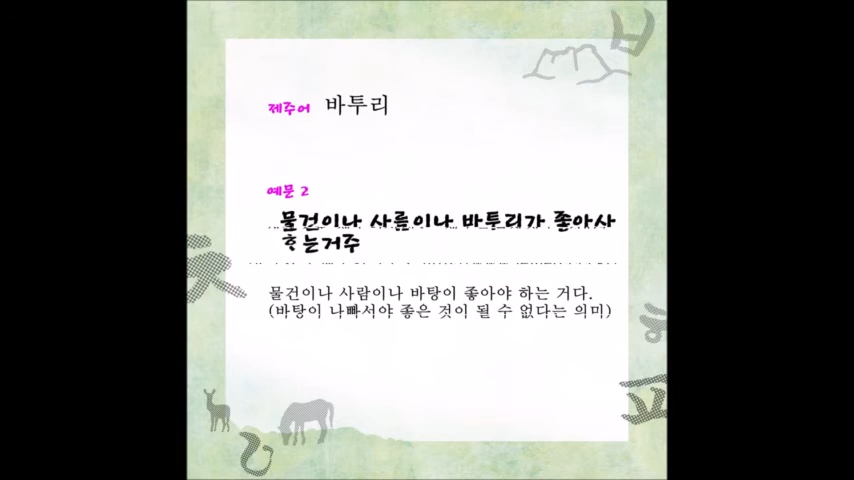 제주어 바투리
예문 2
물건이나 사름이나 바투리가 좋아사
ᄒᆞ는거주
물건이나 사람이나 바탕이 좋아야 하는 거다.
(바탕이 나빠서야 좋은 것이 될 수 없다는 의미)